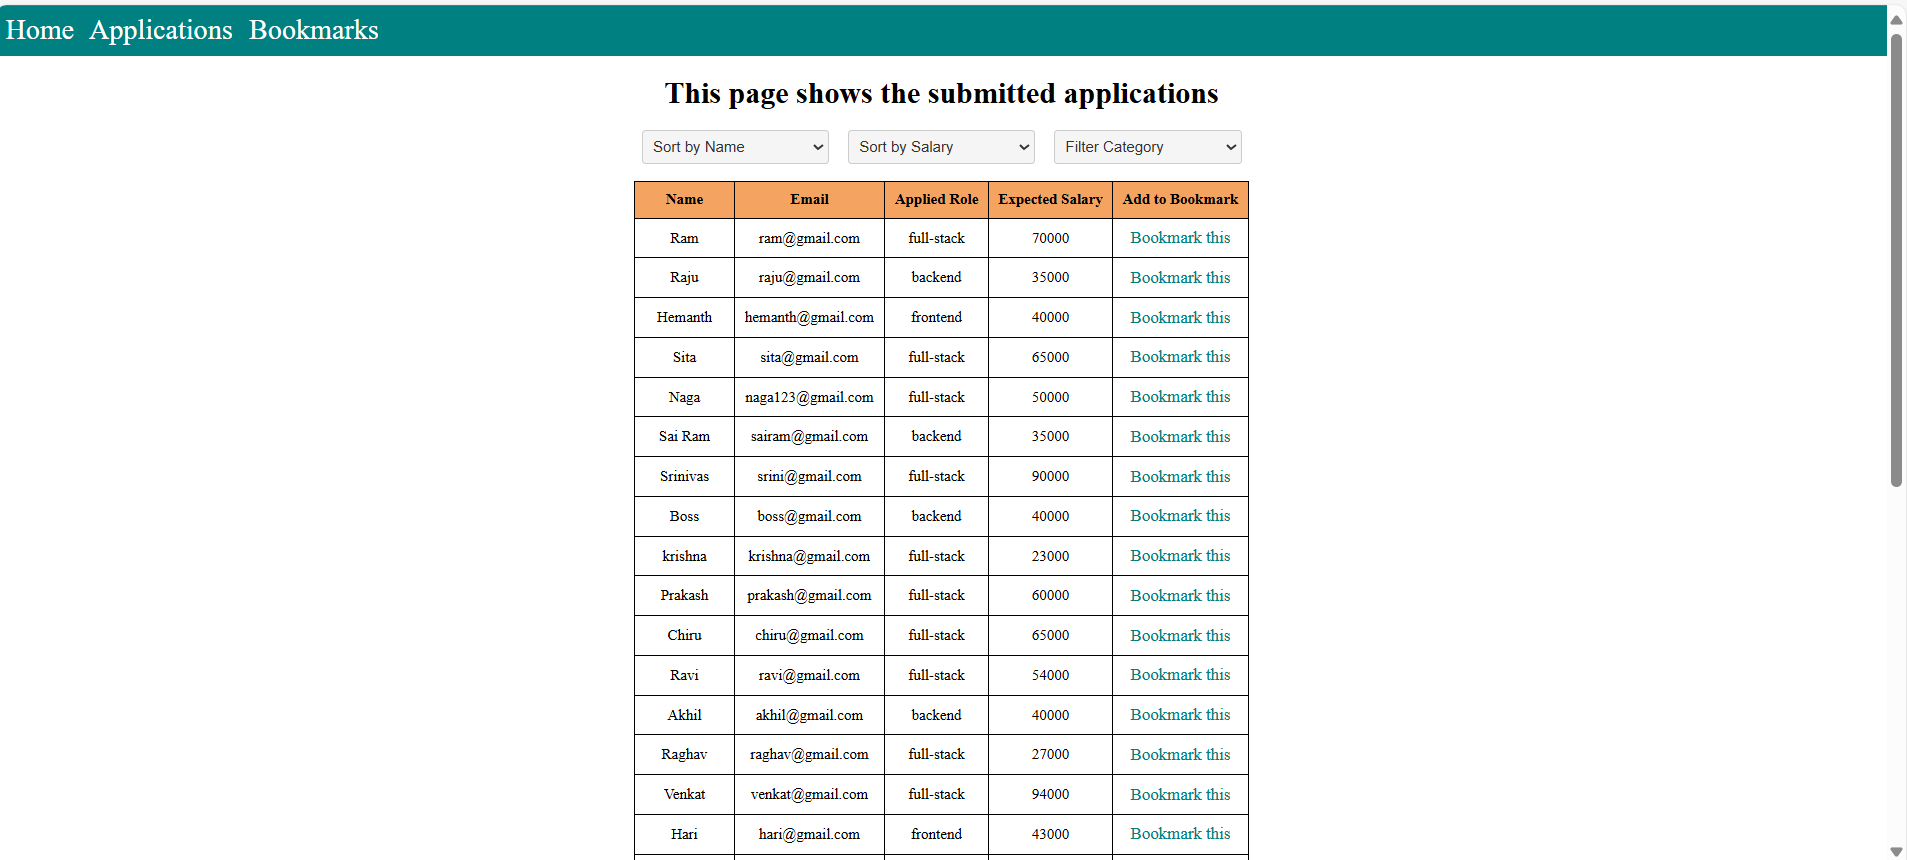 Home Applications Bookmarks
This page shows the submitted applications
Sort by Name Sort by Salary Filter Category
Name Email Applied Role Expected Salary Add to Bookmark
Ram ram@gmail.com full-stack 70000 Bookmark this
Raju raju@gmail.com backend 35000 Bookmark this
Hemanth hemanth@gmail.com frontend 40000 Bookmark this
Sita sita@gmail.com full-stack 65000 Bookmark this
Naga naga123@gmail.com full-stack 50000 Bookmark this
Sai Ram sairam@gmail.com backend 35000 Bookmark this
Srinivas srini@gmail.com full-stack 90000 Bookmark this
Boss boss@gmail.com backend 40000 Bookmark this
krishna krishna@gmail.com full-stack 23000 Bookmark this
Prakash prakash@gmail.com full-stack 60000 Bookmark this
Chiru chiru@gmail.com full-stack 65000 Bookmark this
Ravi ravi@gmail.com full-stack 54000 Bookmark this
Akhil akhil@gmail.com backend 40000 Bookmark this
Raghav raghav@gmail.com full-stack 27000 Bookmark this
Venkat venkat@gmail.com full-stack 94000 Bookmark this
Hari hari@gmail.com frontend 43000 Bookmark this